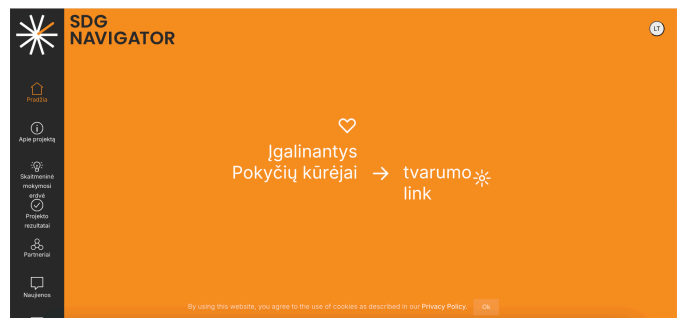 SDG
NAVIGATOR
LT
Pradžia
Apie projektą
Skaitmeninė
mokymosi
erdvė
Projekto
rezultatai
Partneriai
Naujienos
Įgalinantys
Pokyčių kūrėjai → tvarumo
link
By using this website, you agree to the use of cookies as described in our Privacy Policy.
Ok